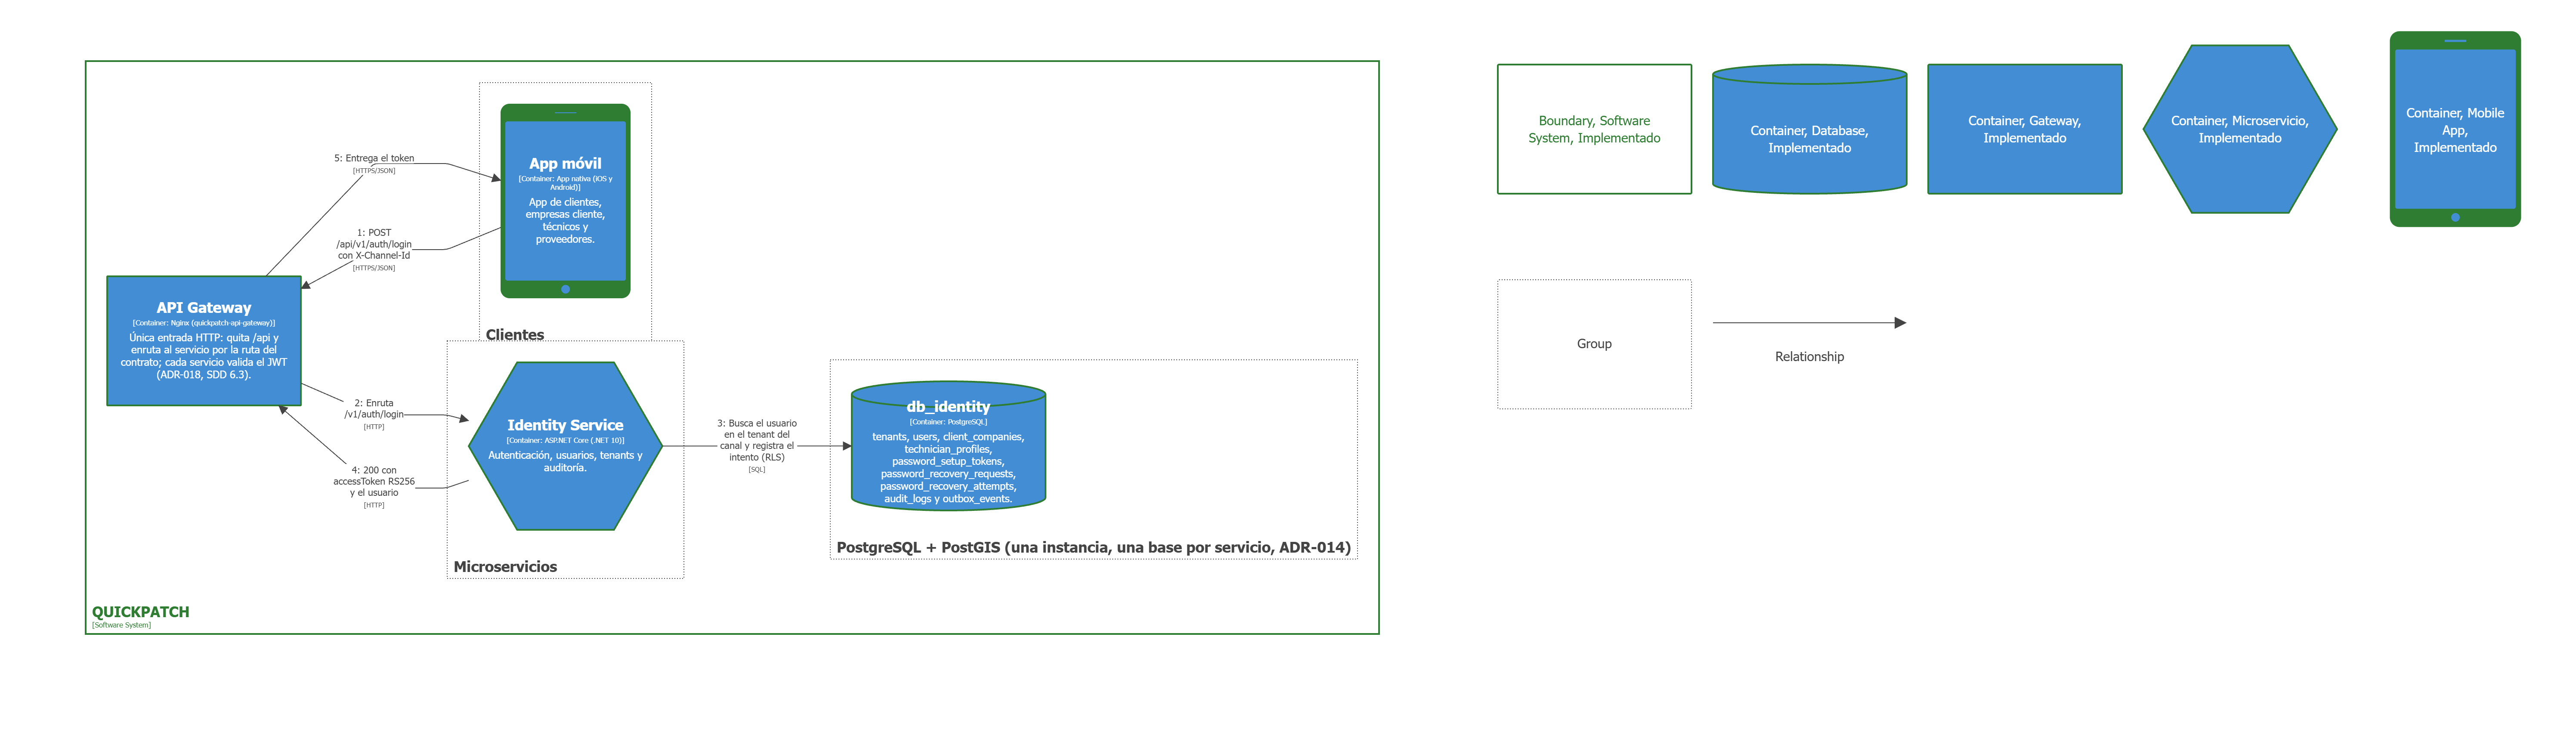 5: Entrega el token
[HTTPS/JSON]
1: POST
/api/v1/auth/login
con X-Channel-Id
[HTTPS/JSON]
App móvil
[Container: App nativa (iOS y
Android)]
App de clientes,
empresas cliente,
técnicos y
proveedores.
Clientes
API Gateway
[Container: Nginx (quickpatch-api-gateway)]
Única entrada HTTP: quita /api y
enruta al servicio por la ruta del
contrato; cada servicio valida el JWT
(ADR-018, SDD 6.3).
2: Enruta
/v1/auth/login
[HTTP]
4: 200 con
accessToken RS256
y el usuario
[HTTP]
Identity Service
[Container: ASP.NET Core (.NET 10)]
Autenticación, usuarios, tenants y
auditoría.
Microservicios
3: Busca el usuario
en el tenant del
canal y registra el
intento (RLS)
[SQL]
db_identity
[Container: PostgreSQL]
tenants, users, client_companies,
technician_profiles,
password_setup_tokens,
password_recovery_requests,
password_recovery_attempts,
audit_logs y outbox_events.
PostgreSQL + PostGIS (una instancia, una base por servicio, ADR-014)
QUICKPATCH
[Software System]
Boundary, Software
System, Implementado
Container, Database,
Implementado
Container, Gateway,
Implementado
Container, Microservicio,
Implementado
Container, Mobile
App,
Implementado
Group
Relationship